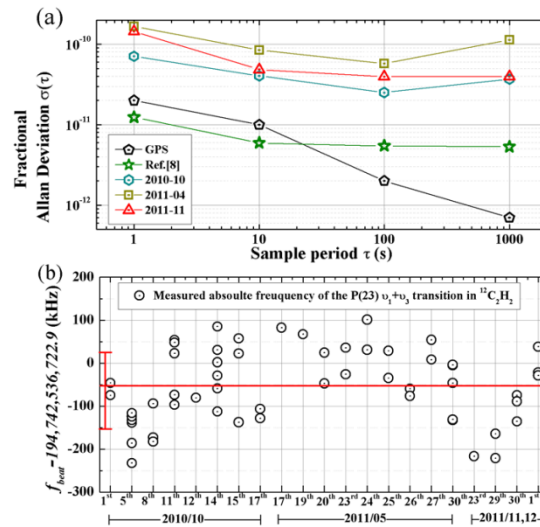 (a)
Fractional
Allan Deviation σ(τ)
10⁻¹⁰
10⁻¹¹
10⁻¹²
GPS
Ref.[8]
2010-10
2011-04
2011-11
1 10 100 1000
Sample period τ (s)
(b)
f_beat −194,742,536,722.9 (kHz)
200
100
0
-100
-200
-300
Measured absoulte freuquency of the P(23) υ₁+υ₃ transition in ¹²C₂H₂
1ˢᵗ 5ᵗʰ 8ᵗʰ 11ᵗʰ 12ᵗʰ 14ᵗʰ 15ᵗʰ 17ᵗʰ 17ᵗʰ 19ᵗʰ 20ᵗʰ 23ʳᵈ 24ᵗʰ 25ᵗʰ 26ᵗʰ 27ᵗʰ 30ᵗʰ 23ʳᵈ 29ᵗʰ 30ᵗʰ 1ˢᵗ
2010/10 2011/05 2011/11,12